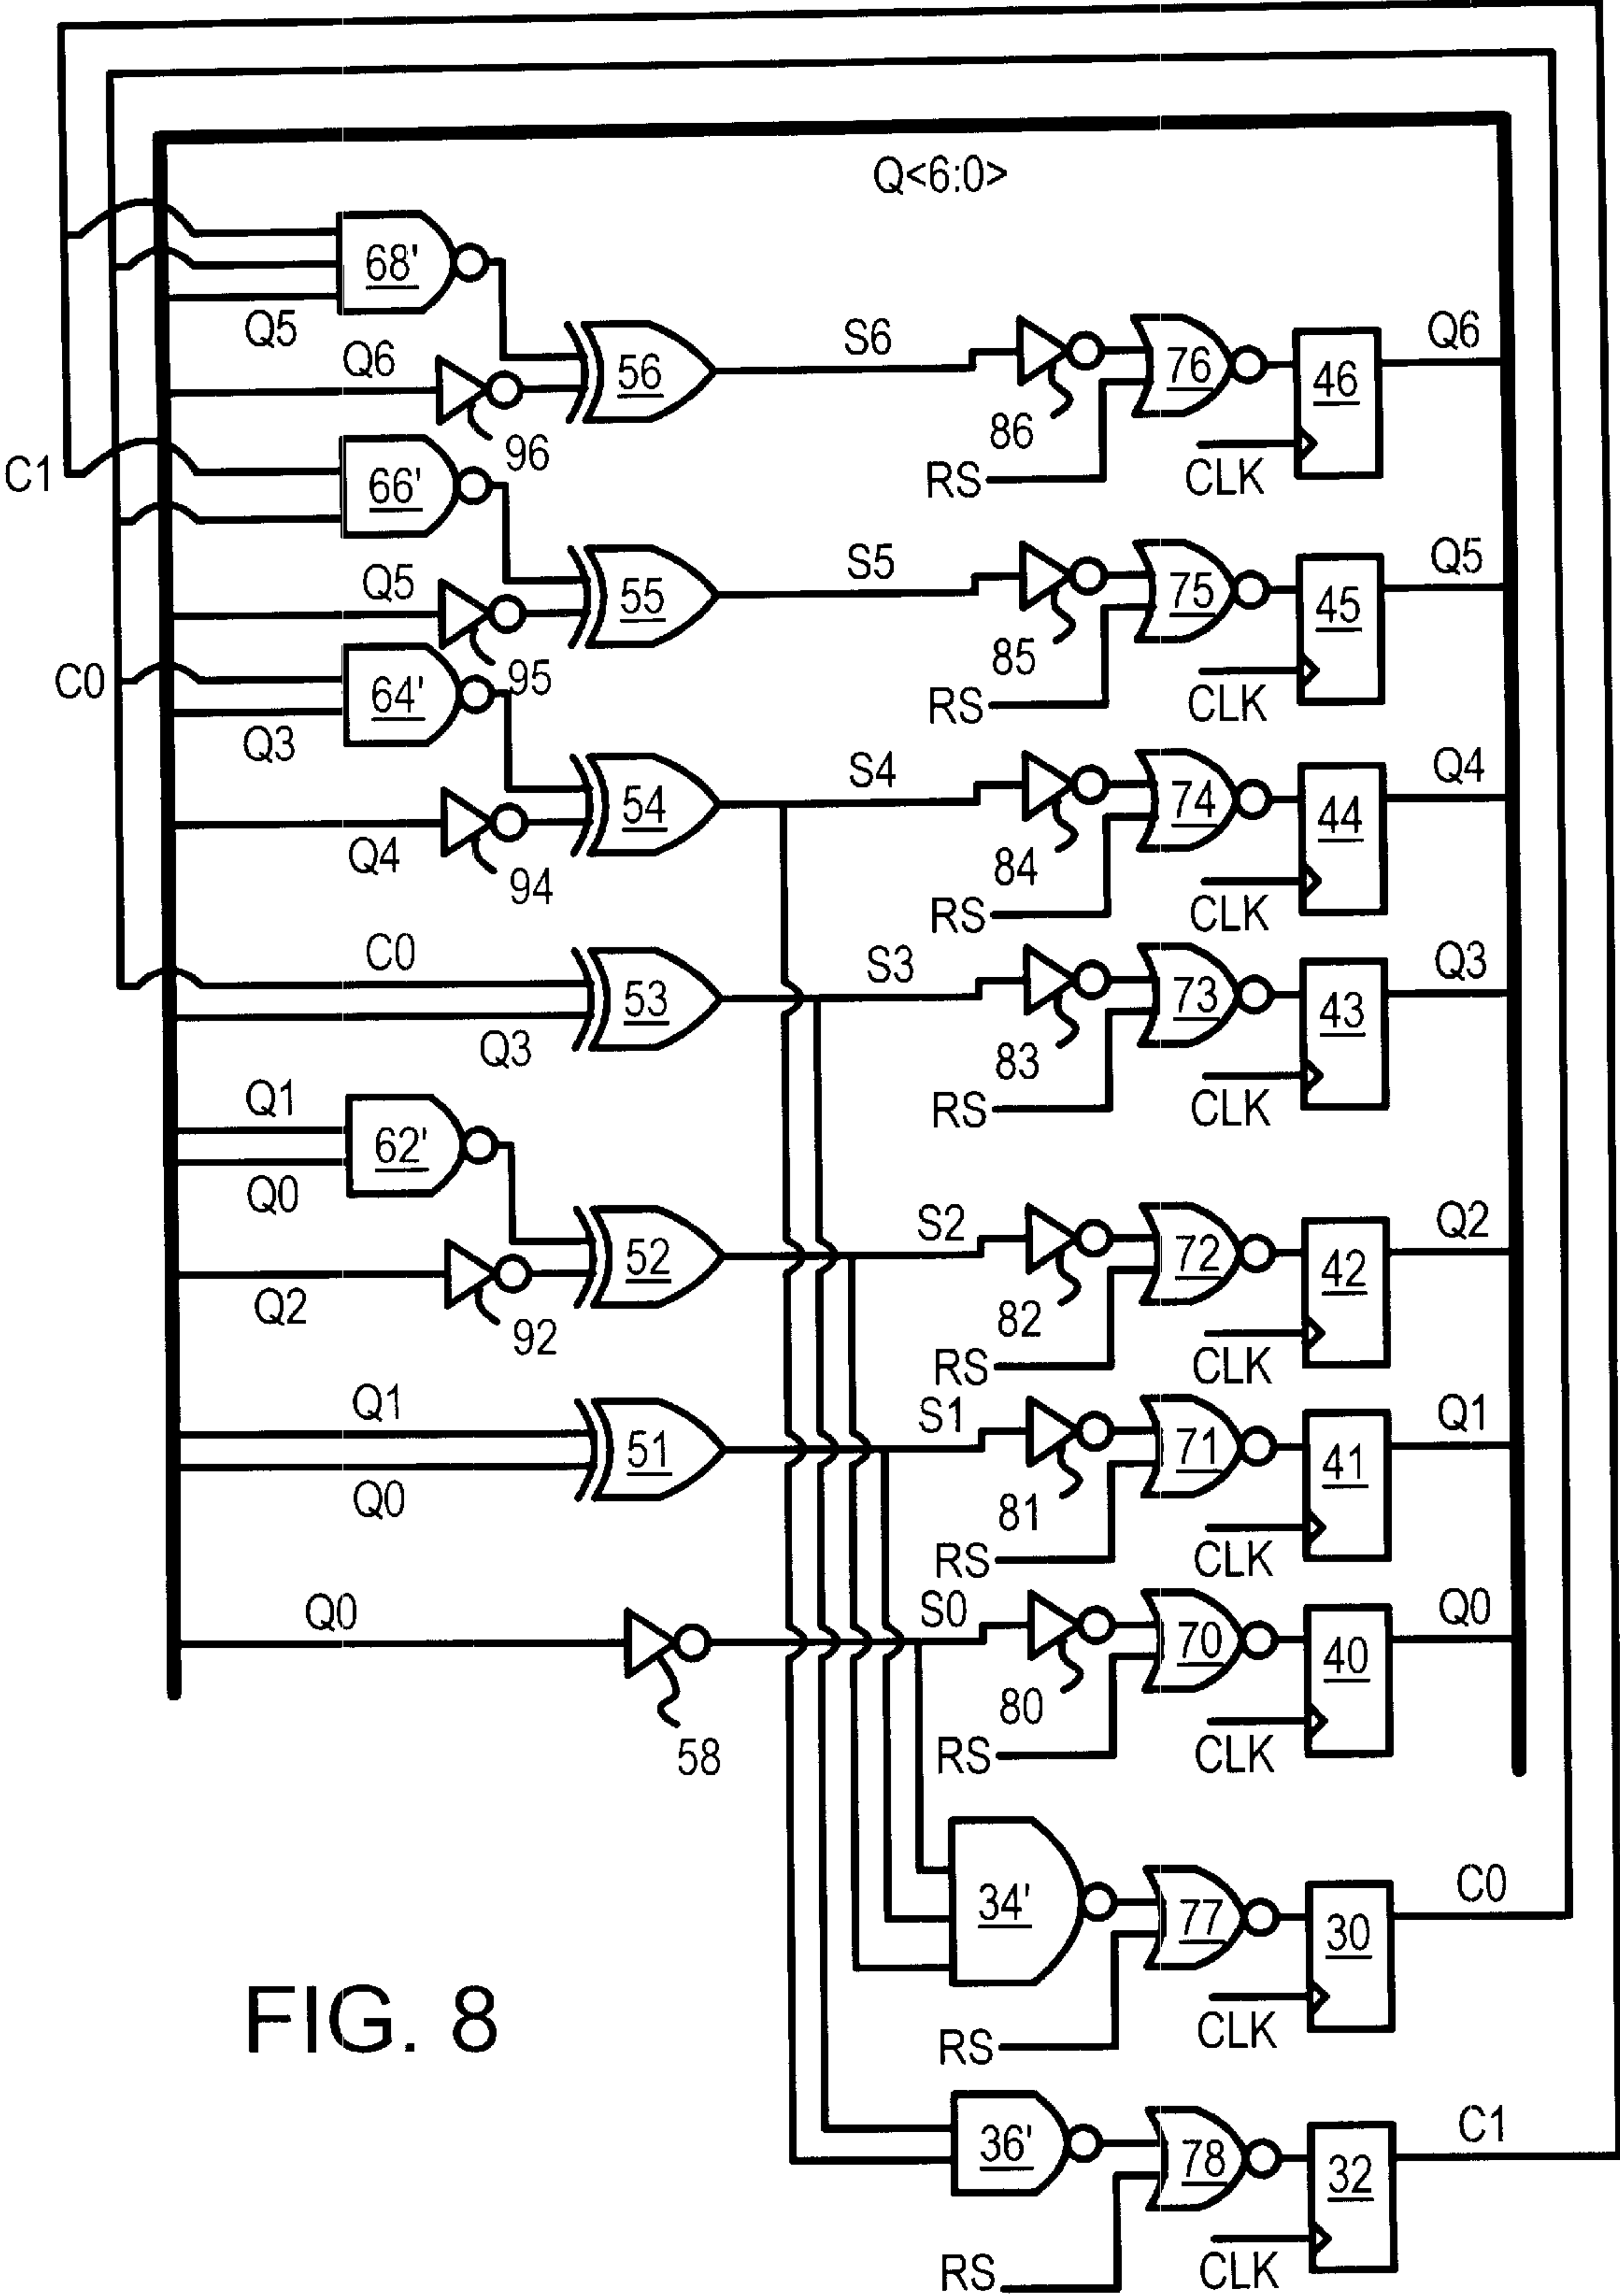 Q<6:0>
68'
Q5
Q6
96
56
S6
86
76
RS
46
CLK
Q6
C1
66'
Q5
95
55
S5
85
75
RS
45
CLK
Q5
C0
64'
Q3
Q4
94
54
S4
84
74
RS
44
CLK
Q4
C0
Q3
53
S3
83
73
RS
43
CLK
Q3
Q1
62'
Q0
Q2
92
52
S2
82
72
RS
42
CLK
Q2
Q1
Q0
51
S1
81
71
RS
41
CLK
Q1
Q0
58
S0
80
70
RS
40
CLK
Q0
34'
77
RS
30
CLK
C0
36'
78
RS
32
CLK
C1
FIG. 8